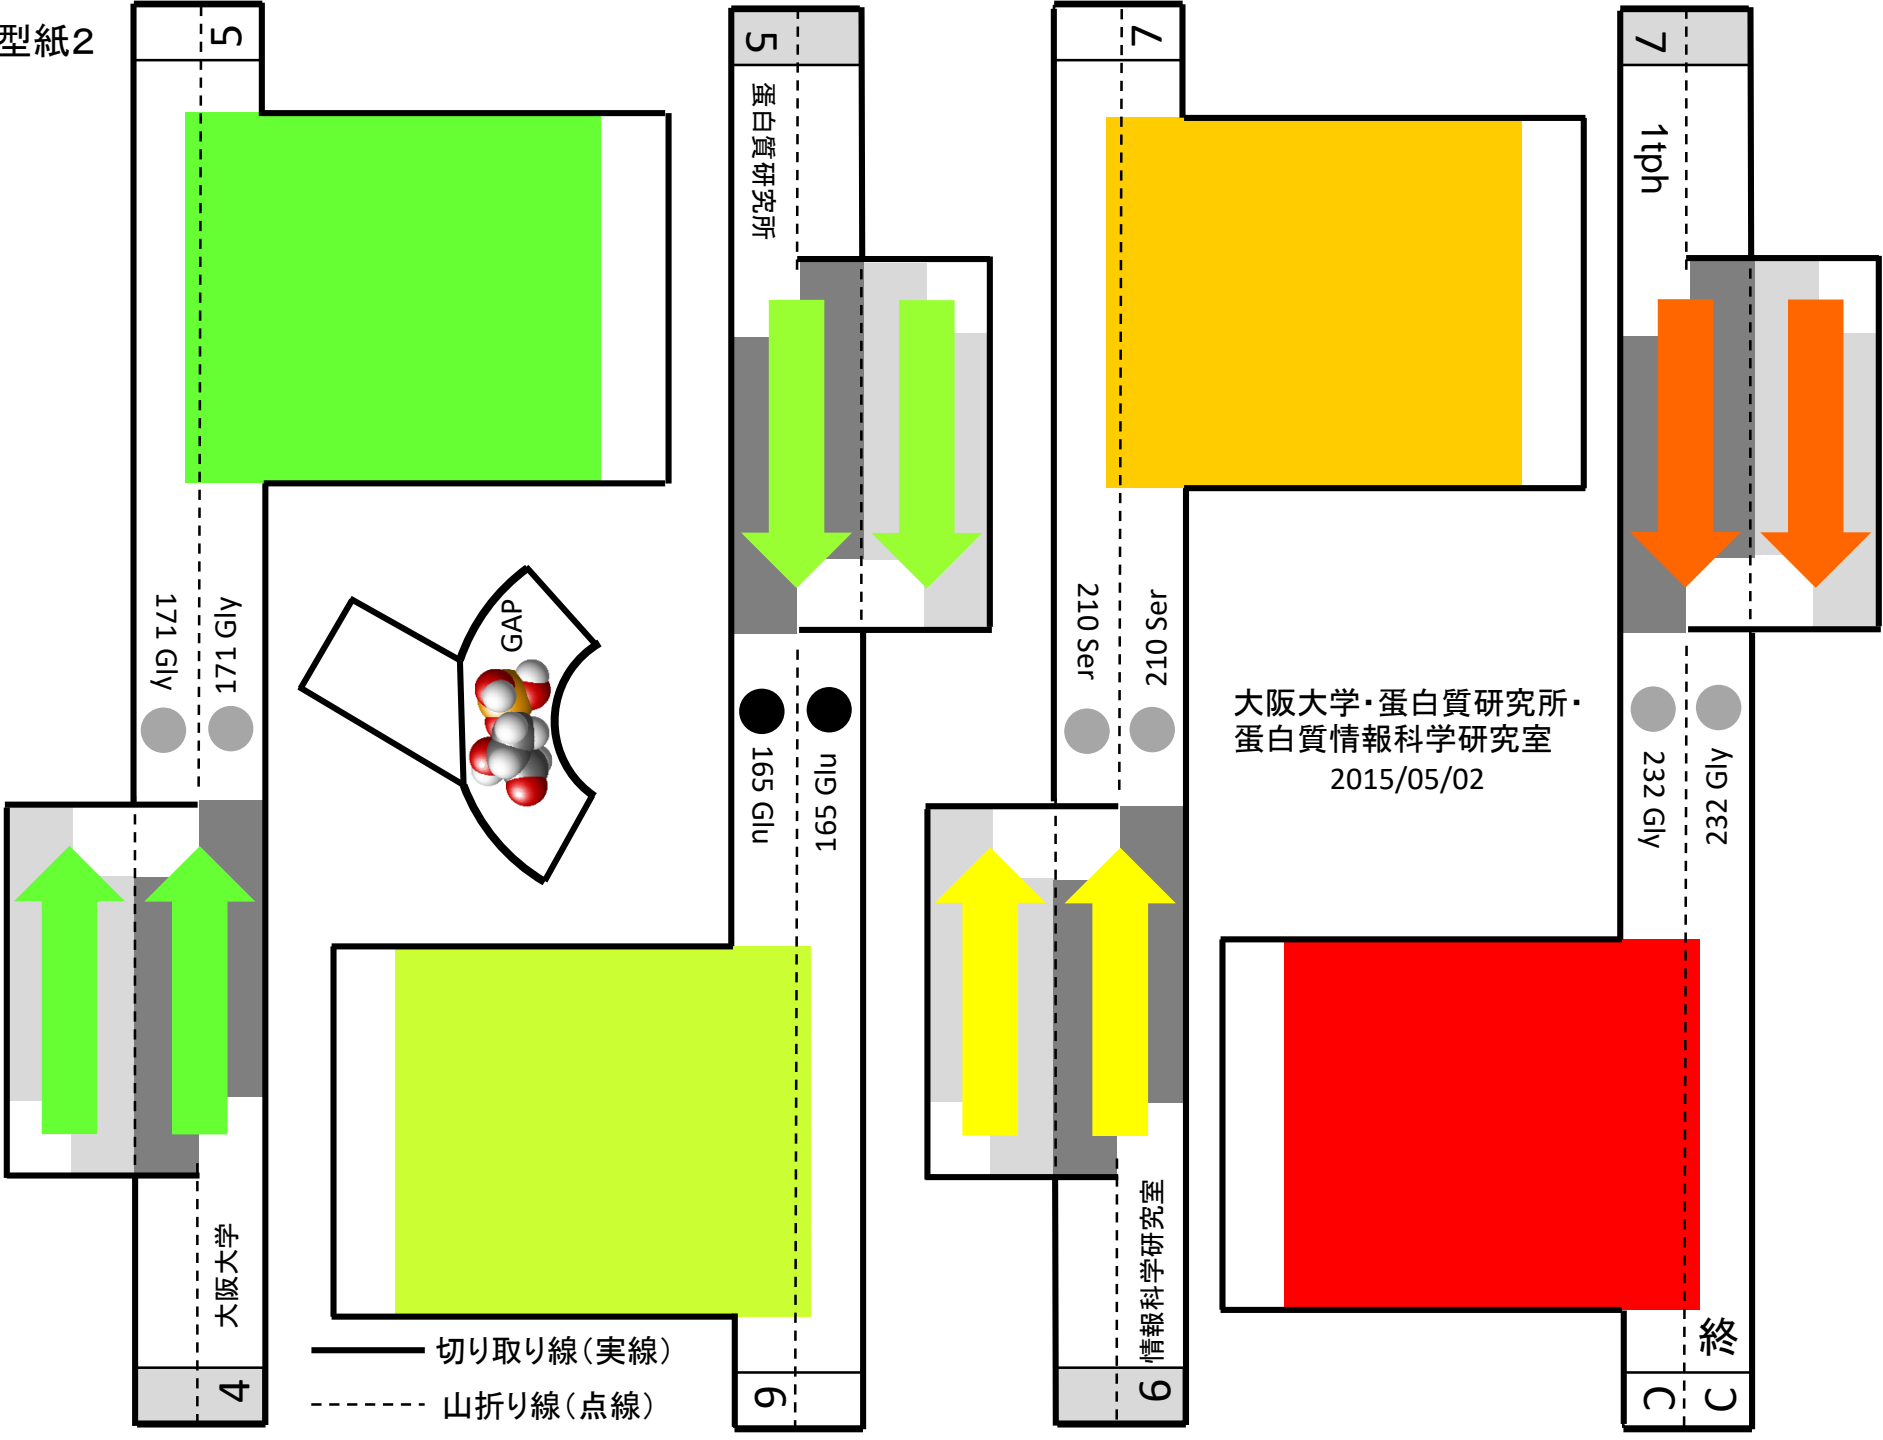 型紙2
5
171 Gly
171 Gly
大阪大学
4
GAP
5
蛋白質研究所
165 Glu
165 Glu
6
7
210 Ser
210 Ser
情報科学研究室
6
7
1tph
大阪大学・蛋白質研究所・
蛋白質情報科学研究室
2015/05/02
232 Gly
232 Gly
終
C
C
切り取り線(実線)
山折り線(点線)